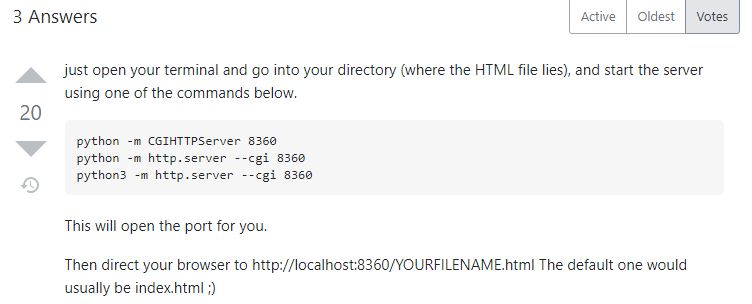 3 Answers
Active Oldest Votes
just open your terminal and go into your directory (where the HTML file lies), and start the server
using one of the commands below.
20
python -m CGIHTTPServer 8360
python -m http.server --cgi 8360
python3 -m http.server --cgi 8360
This will open the port for you.
Then direct your browser to http://localhost:8360/YOURFILENAME.html The default one would
usually be index.html ;)